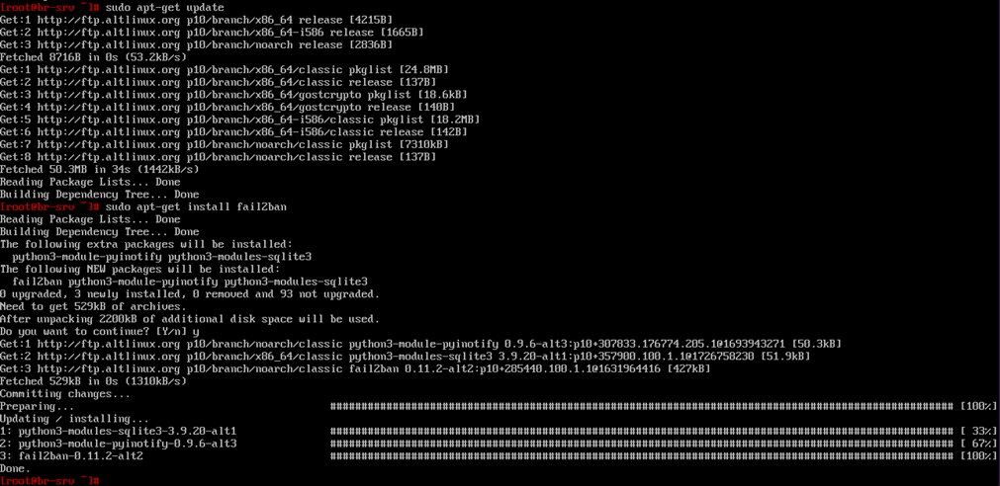 [root@br-srv ~]# sudo apt-get update
Get:1 http://ftp.altlinux.org p10/branch/x86_64 release [4215B]
Get:2 http://ftp.altlinux.org p10/branch/x86_64-i586 release [1665B]
Get:3 http://ftp.altlinux.org p10/branch/noarch release [2836B]
Fetched 8716B in 0s (53.2kB/s)
Get:1 http://ftp.altlinux.org p10/branch/x86_64/classic pkglist [24.8MB]
Get:2 http://ftp.altlinux.org p10/branch/x86_64/classic release [137B]
Get:3 http://ftp.altlinux.org p10/branch/x86_64/gostcrypto pkglist [18.6kB]
Get:4 http://ftp.altlinux.org p10/branch/x86_64/gostcrypto release [140B]
Get:5 http://ftp.altlinux.org p10/branch/x86_64-i586/classic pkglist [18.2MB]
Get:6 http://ftp.altlinux.org p10/branch/x86_64-i586/classic release [142B]
Get:7 http://ftp.altlinux.org p10/branch/noarch/classic pkglist [7310kB]
Get:8 http://ftp.altlinux.org p10/branch/noarch/classic release [137B]
Fetched 50.3MB in 34s (1442kB/s)
Reading Package Lists... Done
Building Dependency Tree... Done
[root@br-srv ~]# sudo apt-get install fail2ban
Reading Package Lists... Done
Building Dependency Tree... Done
The following extra packages will be installed:
  python3-module-pyinotify python3-modules-sqlite3
The following NEW packages will be installed:
  fail2ban python3-module-pyinotify python3-modules-sqlite3
0 upgraded, 3 newly installed, 0 removed and 93 not upgraded.
Need to get 529kB of archives.
After unpacking 2200kB of additional disk space will be used.
Do you want to continue? [Y/n] y
Get:1 http://ftp.altlinux.org p10/branch/noarch/classic python3-module-pyinotify 0.9.6-alt3:p10+307833.176774.205.1@1693943271 [50.3kB]
Get:2 http://ftp.altlinux.org p10/branch/x86_64/classic python3-modules-sqlite3 3.9.20-alt1:p10+357900.100.1.1@1726758230 [51.9kB]
Get:3 http://ftp.altlinux.org p10/branch/noarch/classic fail2ban 0.11.2-alt2:p10+285440.100.1.1@1631964416 [427kB]
Fetched 529kB in 0s (1310kB/s)
Committing changes...
Preparing... #################################################################################################### [100%]
Updating / installing...
1: python3-modules-sqlite3-3.9.20-alt1 #################################################################################################### [ 33%]
2: python3-module-pyinotify-0.9.6-alt3 #################################################################################################### [ 67%]
3: fail2ban-0.11.2-alt2 #################################################################################################### [100%]
Done.
[root@br-srv ~]#